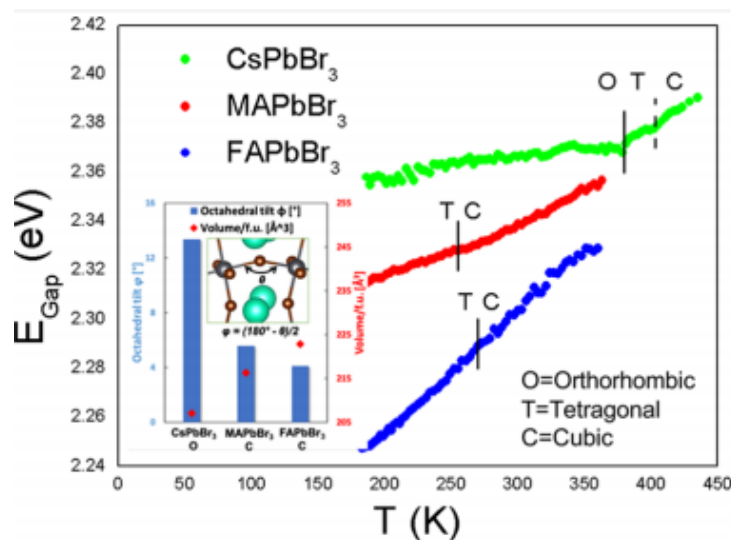 2.42
2.40
2.38
2.36
2.33
2.32
2.30
2.28
2.26
2.24
E_Gap (eV)
CsPbBr3
MAPbBr3
FAPbBr3
O T C
T C
T C
O=Orthorhombic
T=Tetragonal
C=Cubic
0 50 100 150 200 250 300 350 400 450
T (K)
Octahedral tilt ϕ [°]
Volume/f.u. [Å^3]
θ
φ = (180° - θ)/2
Octahedral tilt φ [°]
16
12
8
4
0
Volume/f.u. [Å³]
255
245
235
225
215
205
CsPbBr3 MAPbBr3 FAPbBr3
O C C